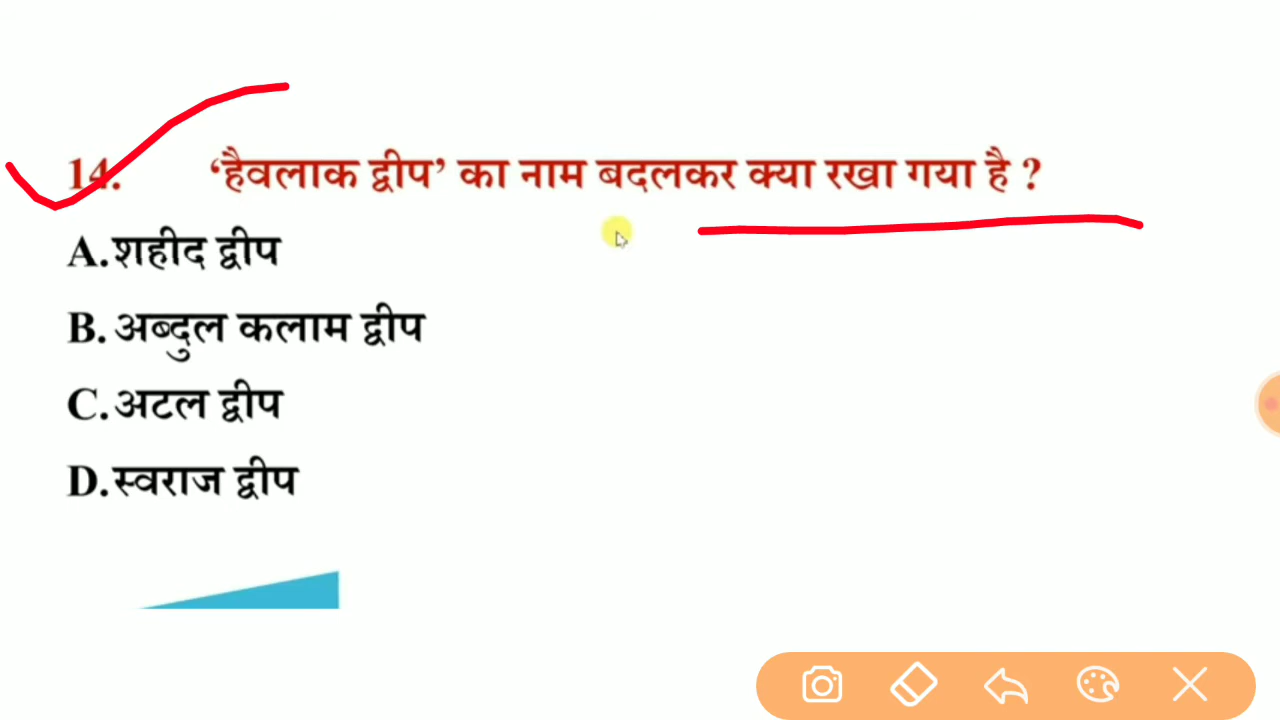 14. ‘हैवलाक द्वीप’ का नाम बदलकर क्या रखा गया है ?
A. शहीद द्वीप
B. अब्दुल कलाम द्वीप
C. अटल द्वीप
D. स्वराज द्वीप